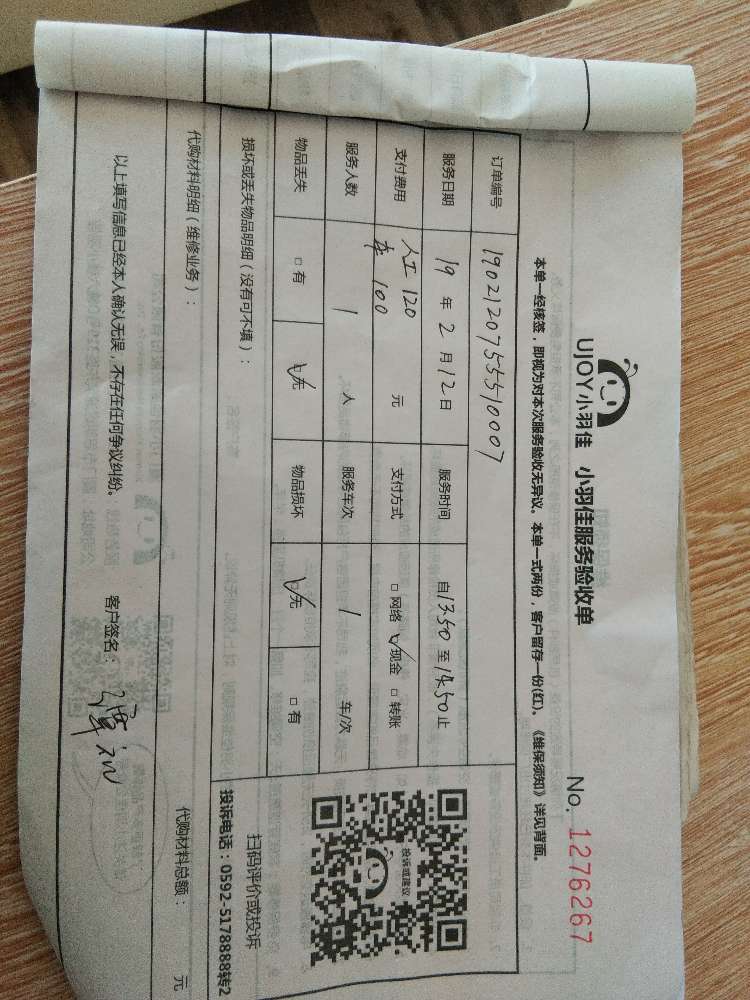 UJOY小羽佳 小羽佳服务验收单
No. 1276267
本单一经核签，即视为对本次服务验收无异议。本单一式两份，客户留存一份(红)。《维保须知》详见背面。
订单编号 190212075555510007
服务日期 19 年 2 月 12 日 服务时间 自13.50 至14.50止
支付费用 人工 120 元 支付方式 □ 网络 ☑现金 □ 转账
车 100
服务人数 1 人 服务车次 1 车/次
物品丢失 □ 有 ☑无 物品损坏 ☑无 □ 有
损坏或丢失物品明细（没有可不填）：
投诉或建议
扫码评价或投诉
投诉电话：0592-5178888转2
代购材料明细（维修业务）：
代购材料总额： 元
以上填写信息已经本人确认无误，不存在任何争议纠纷。 客户签名：